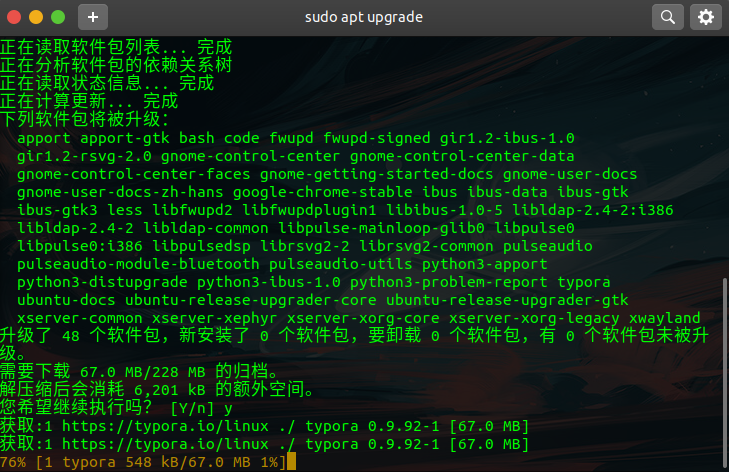 sudo apt upgrade
正在读取软件包列表... 完成
正在分析软件包的依赖关系树
正在读取状态信息... 完成
正在计算更新... 完成
下列软件包将被升级：
apport apport-gtk bash code fwupd fwupd-signed gir1.2-ibus-1.0
gir1.2-rsvg-2.0 gnome-control-center gnome-control-center-data
gnome-control-center-faces gnome-getting-started-docs gnome-user-docs
gnome-user-docs-zh-hans google-chrome-stable ibus ibus-data ibus-gtk
ibus-gtk3 less libfwupd2 libfwupdplugin1 libibus-1.0-5 libldap-2.4-2:i386
libldap-2.4-2 libldap-common libpulse-mainloop-glib0 libpulse0
libpulse0:i386 libpulsedsp librsvg2-2 librsvg2-common pulseaudio
pulseaudio-module-bluetooth pulseaudio-utils python3-apport
python3-distupgrade python3-ibus-1.0 python3-problem-report typora
ubuntu-docs ubuntu-release-upgrader-core ubuntu-release-upgrader-gtk
xserver-common xserver-xephyr xserver-xorg-core xserver-xorg-legacy xwayland
升级了 48 个软件包，新安装了 0 个软件包，要卸载 0 个软件包，有 0 个软件包未被升
级。
需要下载 67.0 MB/228 MB 的归档。
解压缩后会消耗 6,201 kB 的额外空间。
您希望继续执行吗？ [Y/n] y
获取:1 https://typora.io/linux ./ typora 0.9.92-1 [67.0 MB]
获取:1 https://typora.io/linux ./ typora 0.9.92-1 [67.0 MB]
76% [1 typora 548 kB/67.0 MB 1%]